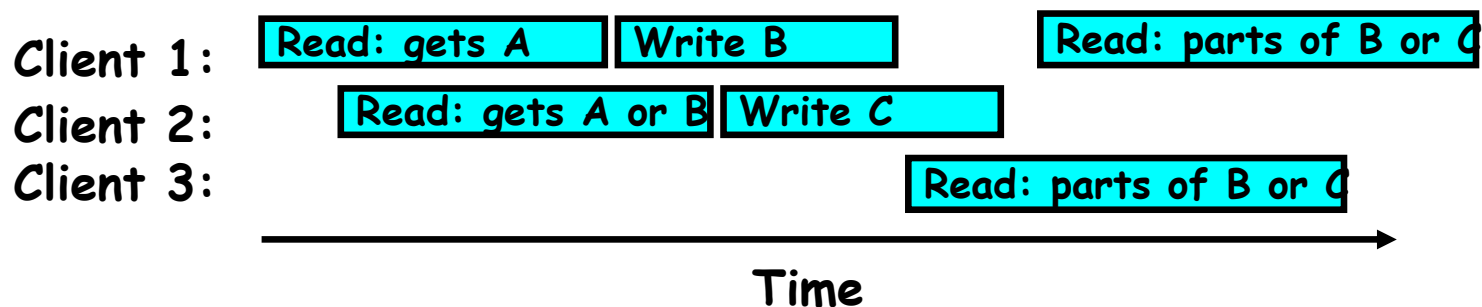 Client 1: Read: gets A Write B Read: parts of B or C
Client 2: Read: gets A or B Write C
Client 3: Read: parts of B or C
Time